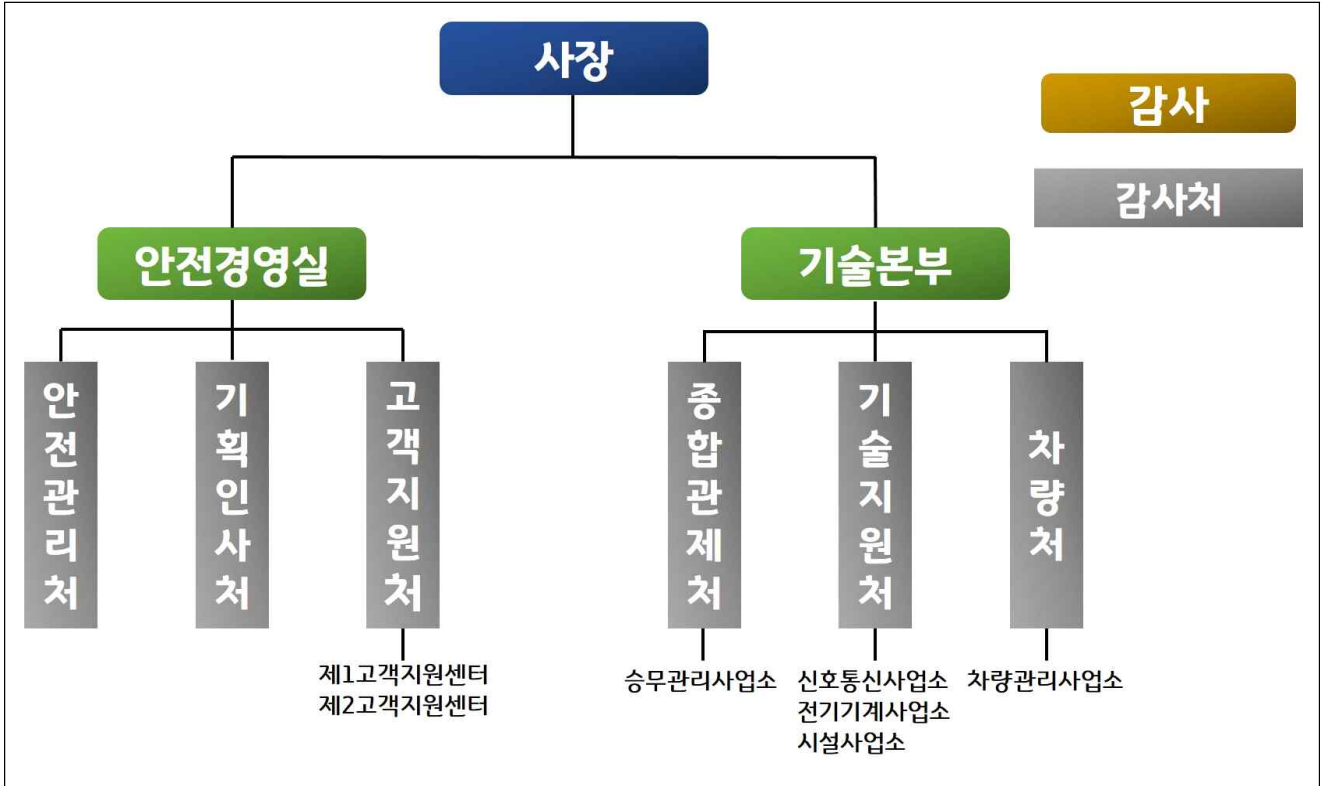 사장
감사
감사처
안전경영실
기술본부
안전관리처
기획인사처
고객지원처
종합관제처
기술지원처
차량처
제1고객지원센터
제2고객지원센터
승무관리사업소
신호통신사업소
전기기계사업소
시설사업소
차량관리사업소